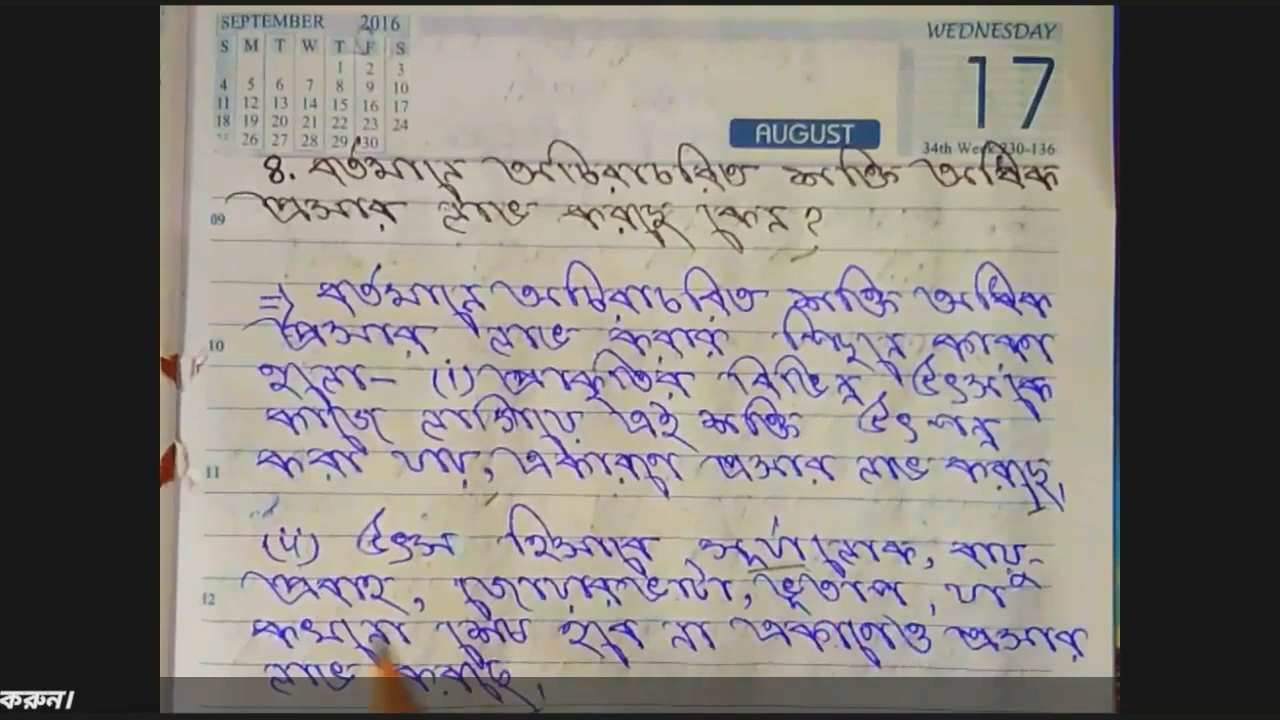 SEPTEMBER 2016
S M T W T F S
1 2 3
4 5 6 7 8 9 10
11 12 13 14 15 16 17
18 19 20 21 22 23 24
26 27 28 29 30
WEDNESDAY
17
AUGUST
34th Week 230-136
৪. বর্তমানে অচিরাচরিত শক্তি অধিক
09 প্রসার লাভ করছে কেন?
⇒ বর্তমানে অচিরাচরিত শক্তি অধিক
10 প্রসার লাভ করার পিছনে কারণ
হলো- (i) প্রাকৃতির বিভিন্ন উৎসকে
কাজে লাগিয়ে এই শক্তি উৎপন্ন
11 করা যায়, একারণে প্রসার লাভ করছে,
(ii) উৎস হিসাবে সূর্যালোক, বায়ু-
12 প্রবাহ, জোয়ারভাটা, ভূতাপ, যা
কখনো শেষ হবে না একারণেও প্রসার
লাভ করছে,
করুন।